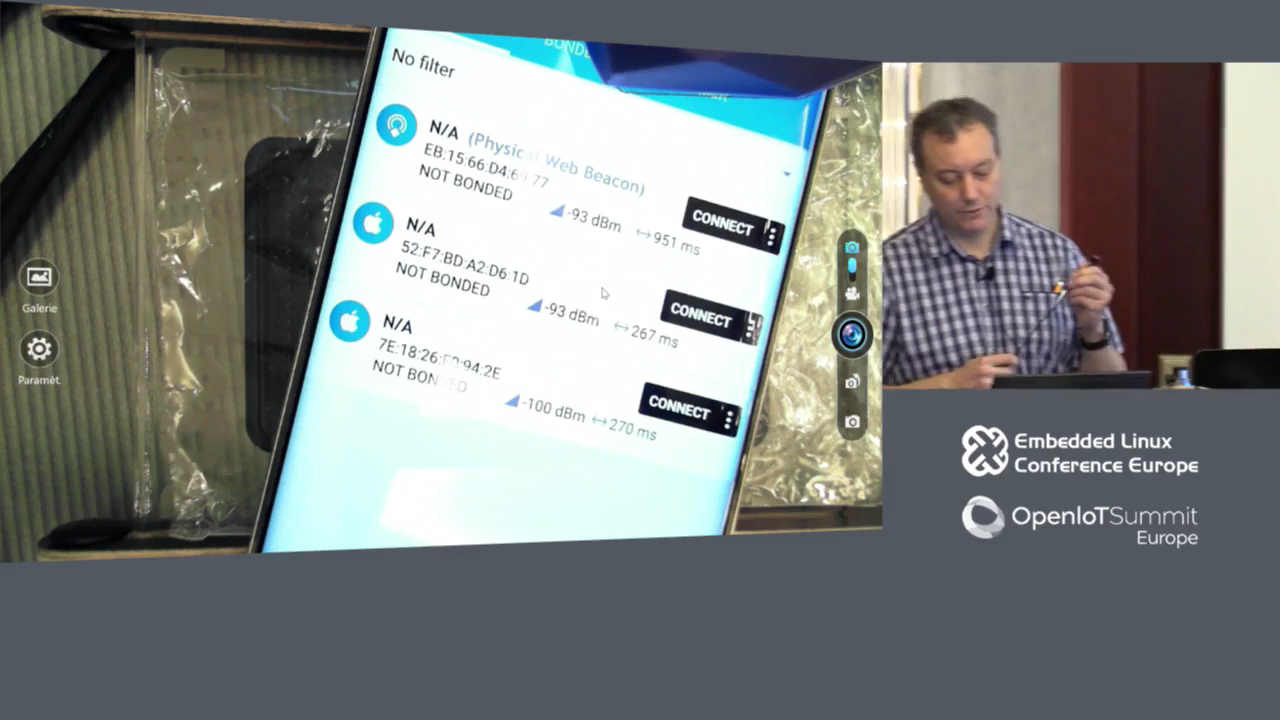 BONDE
No filter
N/A (Physical Web Beacon)
NOT BONDED
-93 dBm
951 ms
CONNECT
N/A
52:F7:BD:A2:D6:1D
NOT BONDED
-93 dBm
267 ms
CONNECT
N/A
NOT BONDED
-100 dBm
270 ms
CONNECT
Galerie
Paramèt.
Embedded Linux
Conference Europe
OpenIoTSummit
Europe